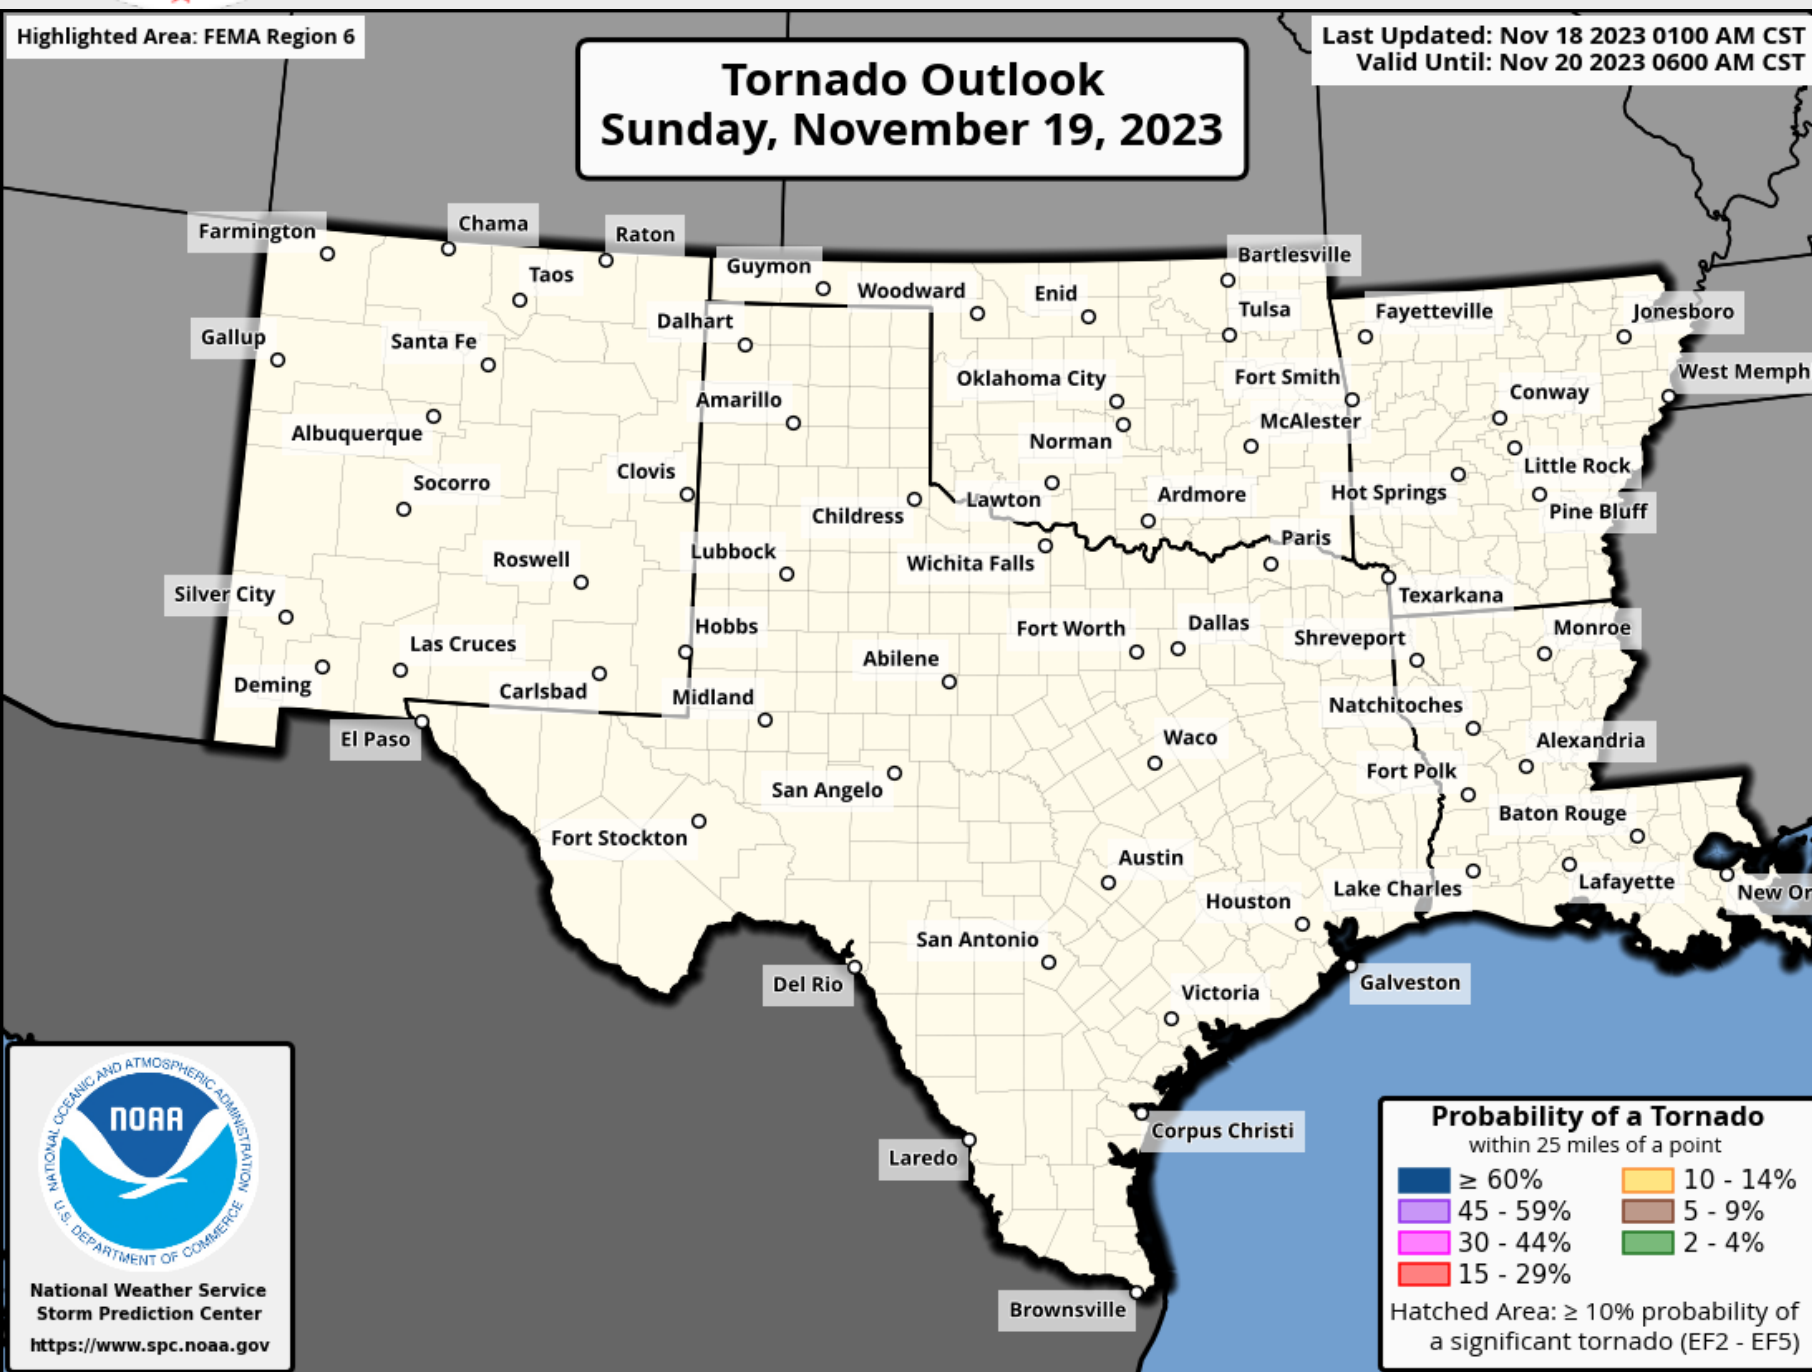 Highlighted Area: FEMA Region 6
Last Updated: Nov 18 2023 0100 AM CST
Valid Until: Nov 20 2023 0600 AM CST
Tornado Outlook
Sunday, November 19, 2023
Farmington
Chama
Raton
Taos
Guymon
Woodward
Enid
Bartlesville
Tulsa
Fayetteville
Jonesboro
Gallup
Santa Fe
Dalhart
Oklahoma City
Fort Smith
West Memph
Conway
Amarillo
Albuquerque
Norman
McAlester
Little Rock
Clovis
Socorro
Lawton
Ardmore
Hot Springs
Pine Bluff
Childress
Paris
Lubbock
Roswell
Wichita Falls
Silver City
Texarkana
Hobbs
Fort Worth
Dallas
Shreveport
Monroe
Las Cruces
Abilene
Deming
Carlsbad
Midland
Natchitoches
El Paso
Waco
Alexandria
Fort Polk
San Angelo
Baton Rouge
Fort Stockton
Austin
Lake Charles
Lafayette
New Or
Houston
San Antonio
Del Rio
Galveston
Victoria
Corpus Christi
Laredo
Brownsville
NATIONAL OCEANIC AND ATMOSPHERIC ADMINISTRATION
NOAA
U.S. DEPARTMENT OF COMMERCE
National Weather Service
Storm Prediction Center
https://www.spc.noaa.gov
Probability of a Tornado
within 25 miles of a point
≥ 60%
10 - 14%
45 - 59%
5 - 9%
30 - 44%
2 - 4%
15 - 29%
Hatched Area: ≥ 10% probability of
a significant tornado (EF2 - EF5)